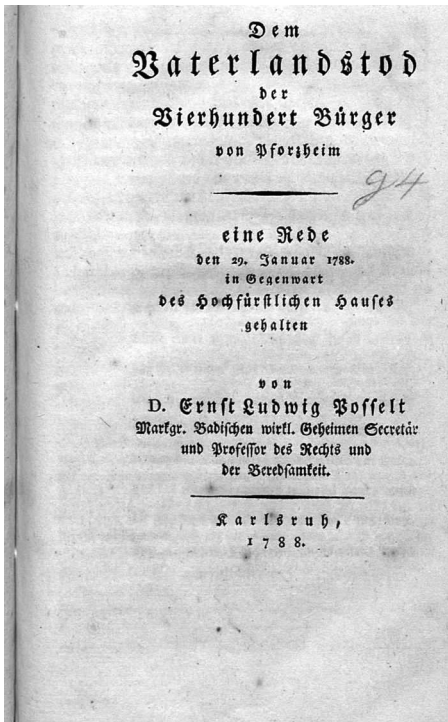 Dem
Vaterlandstod
der
Vierhundert Bürger
von Pforzheim
94
eine Rede
den 29. Januar 1788.
in Gegenwart
des Hochfürstlichen Hauses
gehalten
von
D. Ernst Ludwig Posselt
Markgr. Badischen wirkl. Geheimen Secretär
und Professor des Rechts und
der Beredsamkeit.
Karlsruh,
1788.